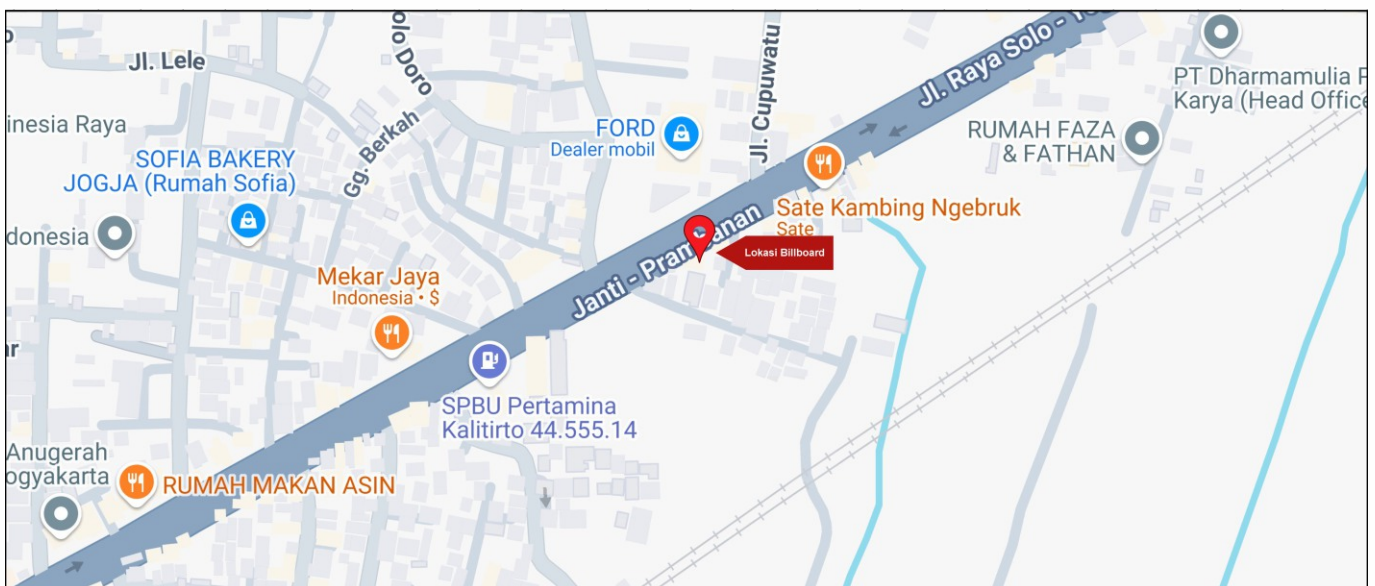 Jl. Lele
olo Doro
Jl. Cupuwatu
Jl. Raya Solo - Yo
PT Dharmamulia P
Karya (Head Office
inesia Raya
Gg. Berkah
FORD
Dealer mobil
RUMAH FAZA
& FATHAN
SOFIA BAKERY
JOGJA (Rumah Sofia)
donesia
Sate Kambing Ngebruk
Sate
Janti - Prambanan
Lokasi Billboard
Mekar Jaya
Indonesia • $
ar
SPBU Pertamina
Kalitirto 44.555.14
Anugerah
ogyakarta
RUMAH MAKAN ASIN